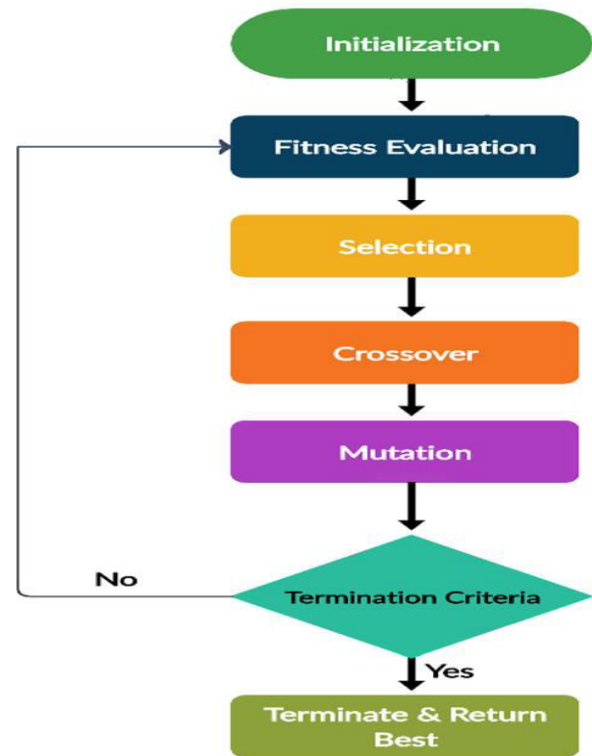 Initialization
Fitness Evaluation
Selection
Crossover
Mutation
No
Termination Criteria
Yes
Terminate & Return
Best